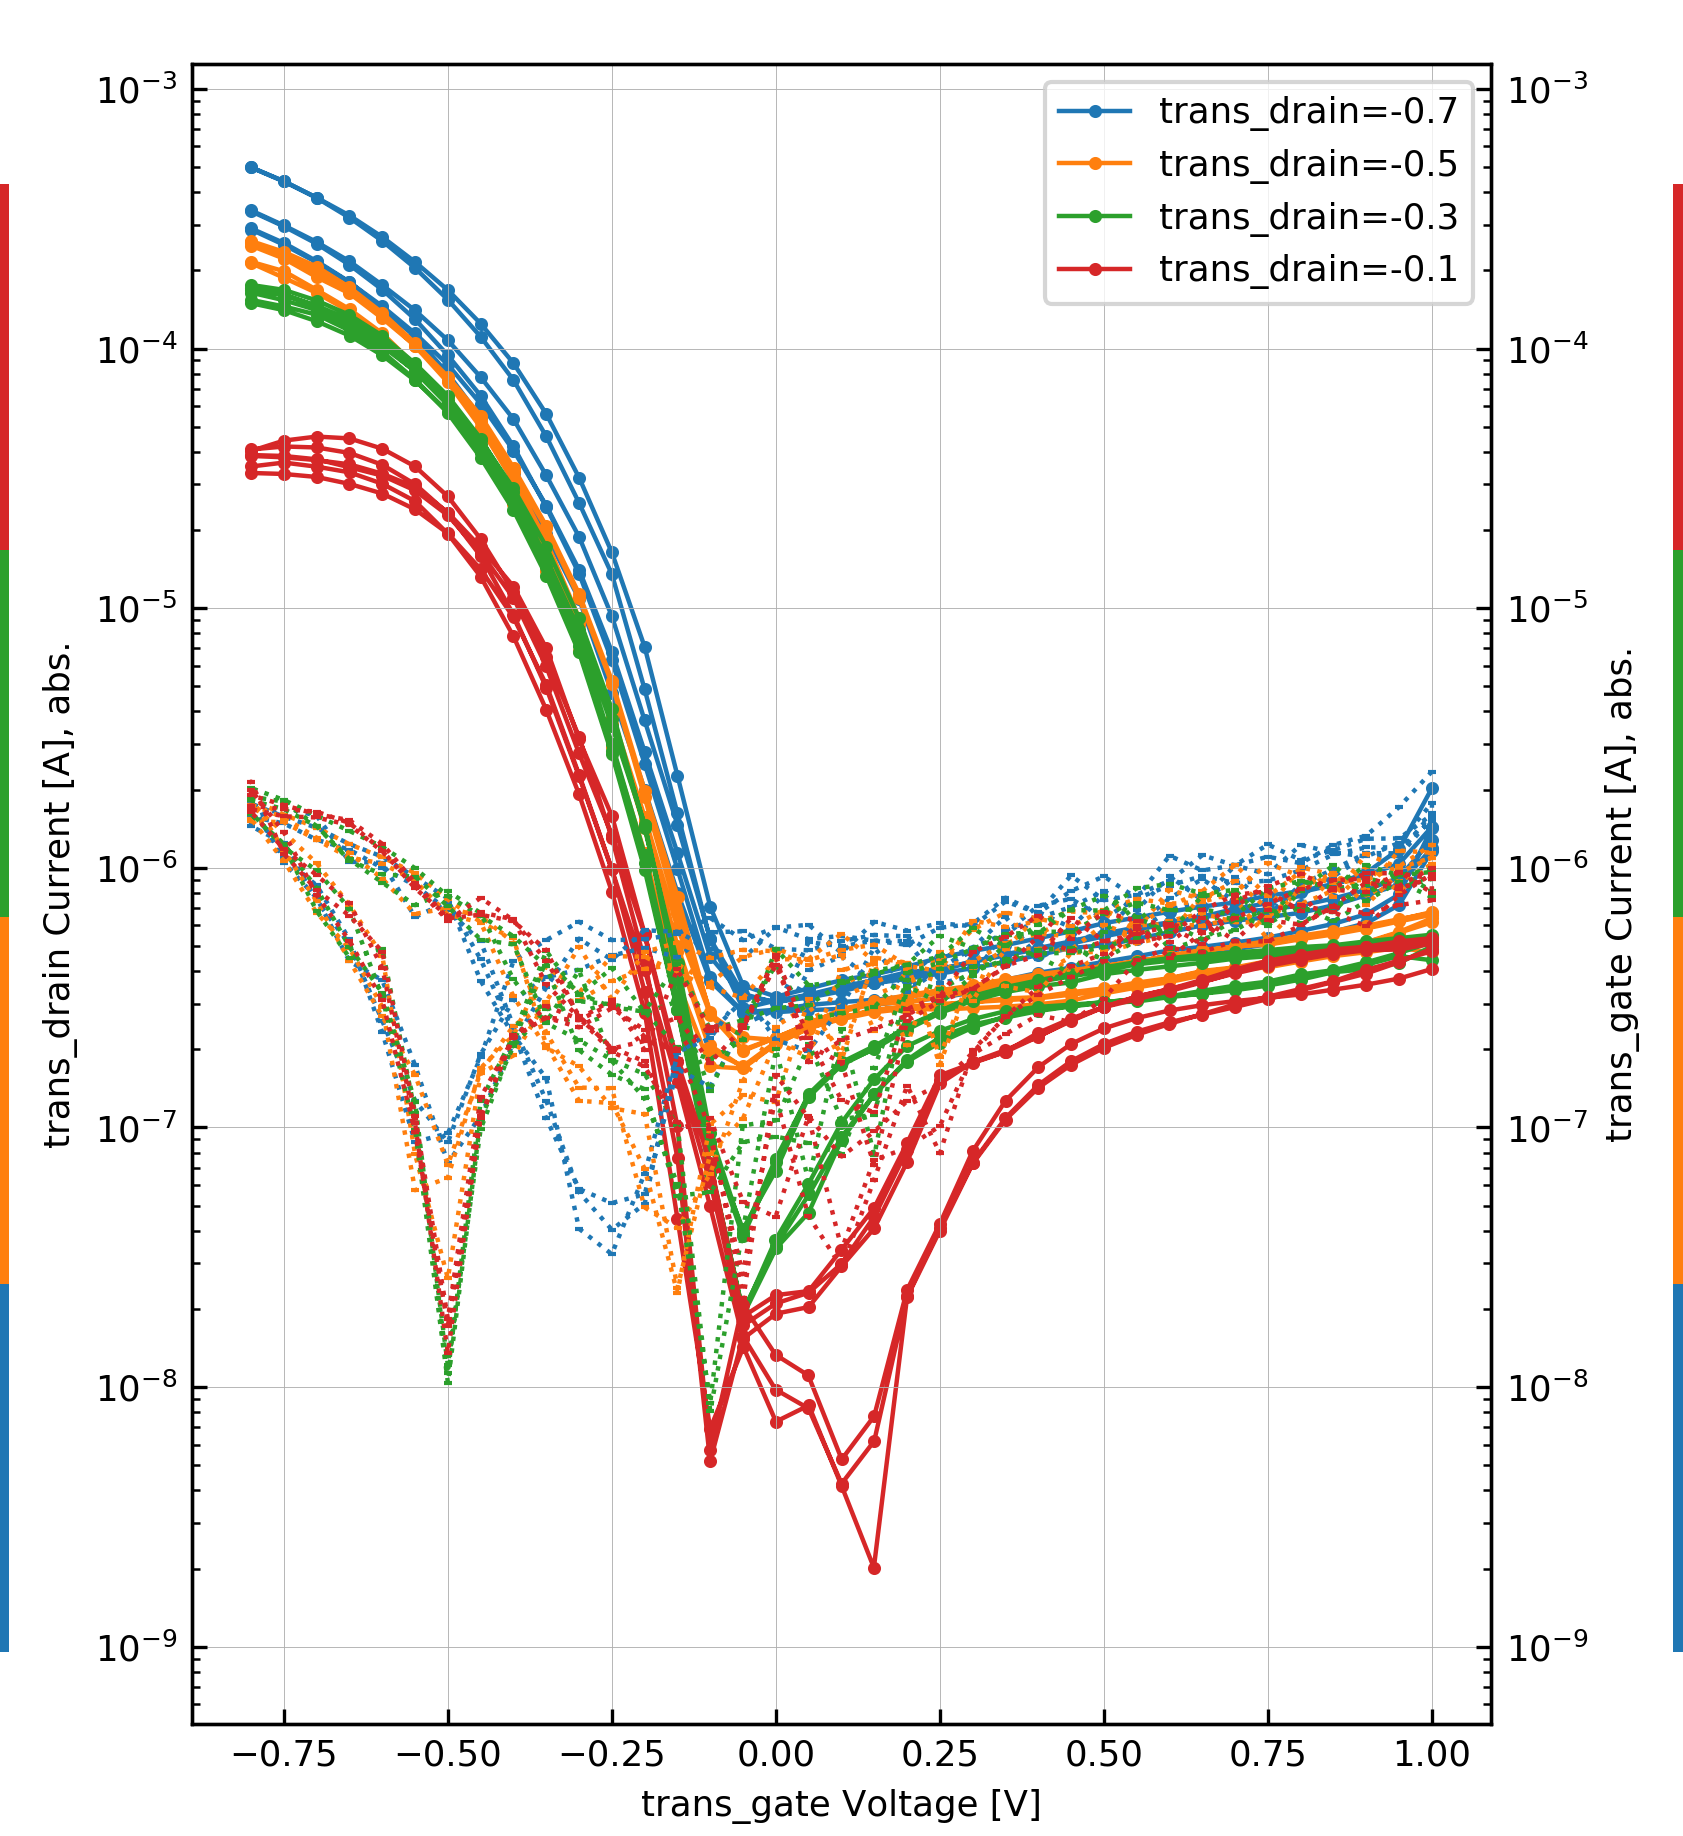 10⁻³ 10⁻³
trans_drain=-0.7
trans_drain=-0.5
trans_drain=-0.3
trans_drain=-0.1
10⁻⁴ 10⁻⁴
10⁻⁵ 10⁻⁵
10⁻⁶ 10⁻⁶
10⁻⁷ 10⁻⁷
10⁻⁸ 10⁻⁸
10⁻⁹ 10⁻⁹
trans_drain Current [A], abs.
trans_gate Current [A], abs.
−0.75 −0.50 −0.25 0.00 0.25 0.50 0.75 1.00
trans_gate Voltage [V]